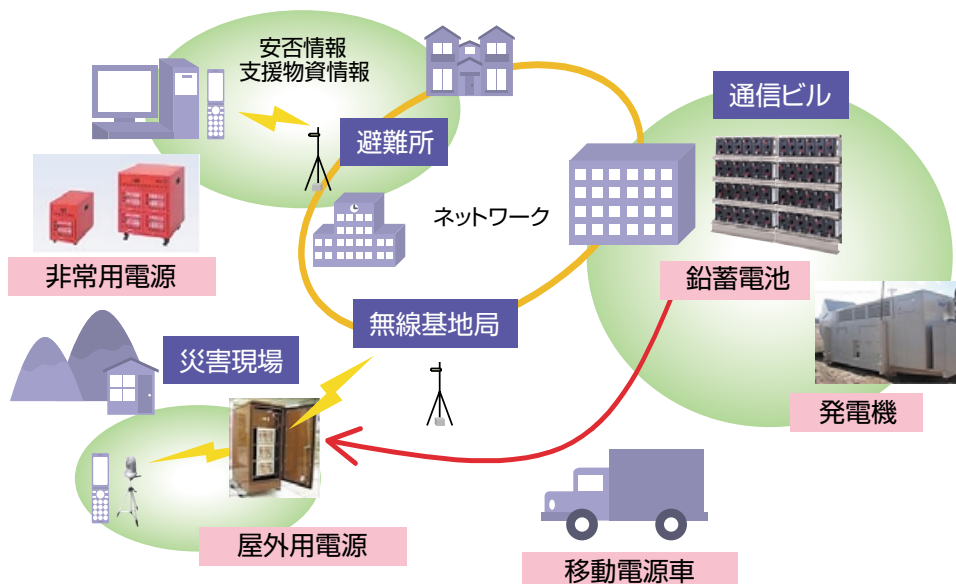 安否情報
支援物資情報
避難所
通信ビル
ネットワーク
非常用電源
鉛蓄電池
無線基地局
災害現場
発電機
屋外用電源
移動電源車